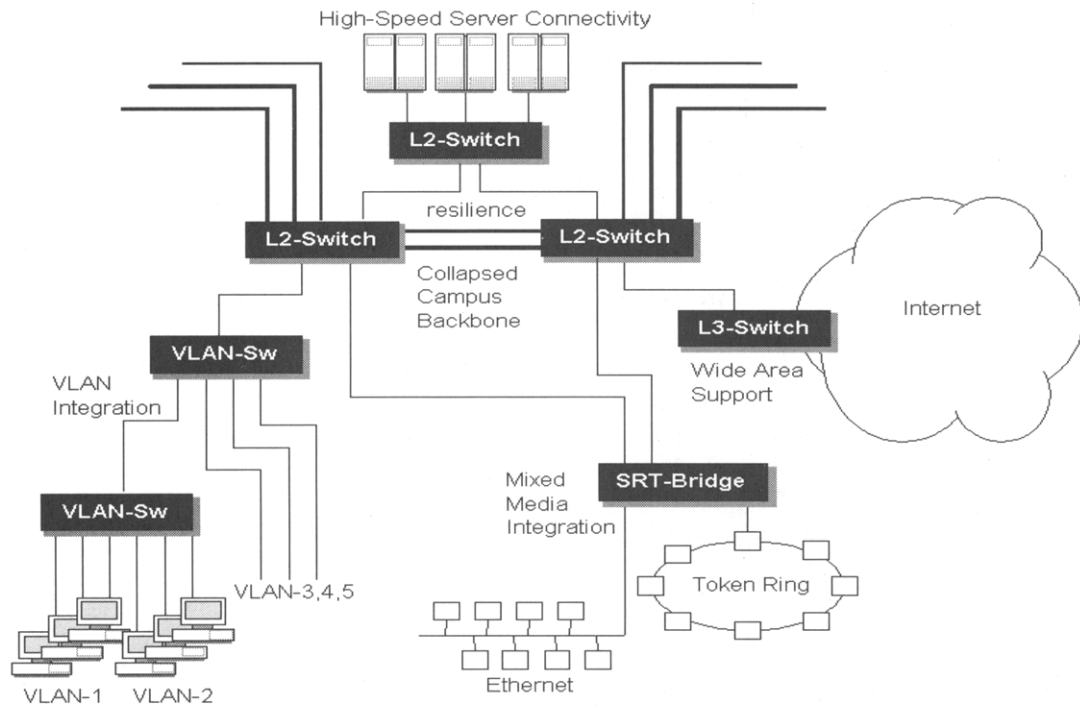 High-Speed Server Connectivity
L2-Switch
resilience
L2-Switch
L2-Switch
Collapsed
Campus
Backbone
Internet
L3-Switch
Wide Area
Support
VLAN-Sw
VLAN
Integration
SRT-Bridge
Mixed
Media
Integration
VLAN-Sw
Token Ring
VLAN-3,4,5
Ethernet
VLAN-1
VLAN-2